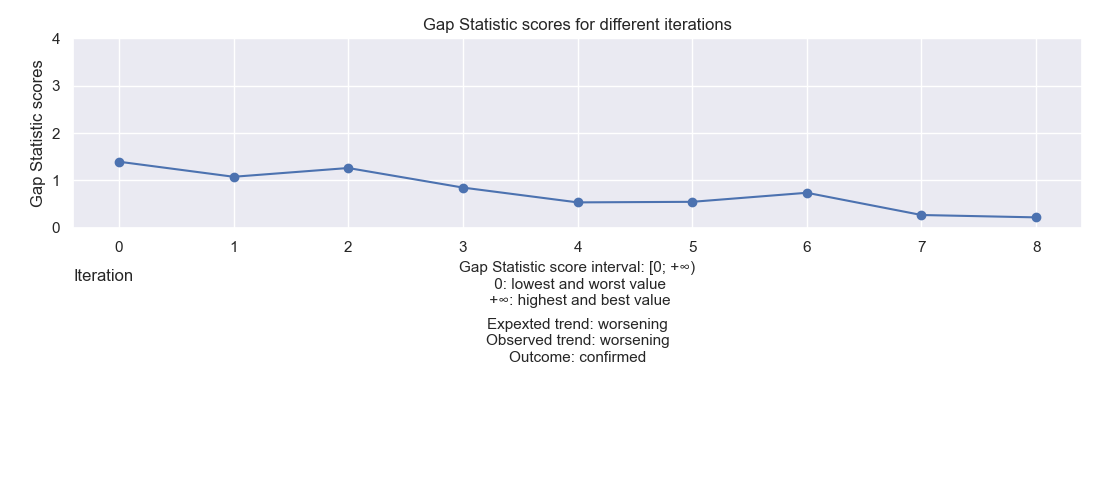 Gap Statistic scores for different iterations
Gap Statistic scores
4
3
2
1
0
0 1 2 3 4 5 6 7 8
Iteration
Gap Statistic score interval: [0; +∞)
0: lowest and worst value
+∞: highest and best value
Expexted trend: worsening
Observed trend: worsening
Outcome: confirmed